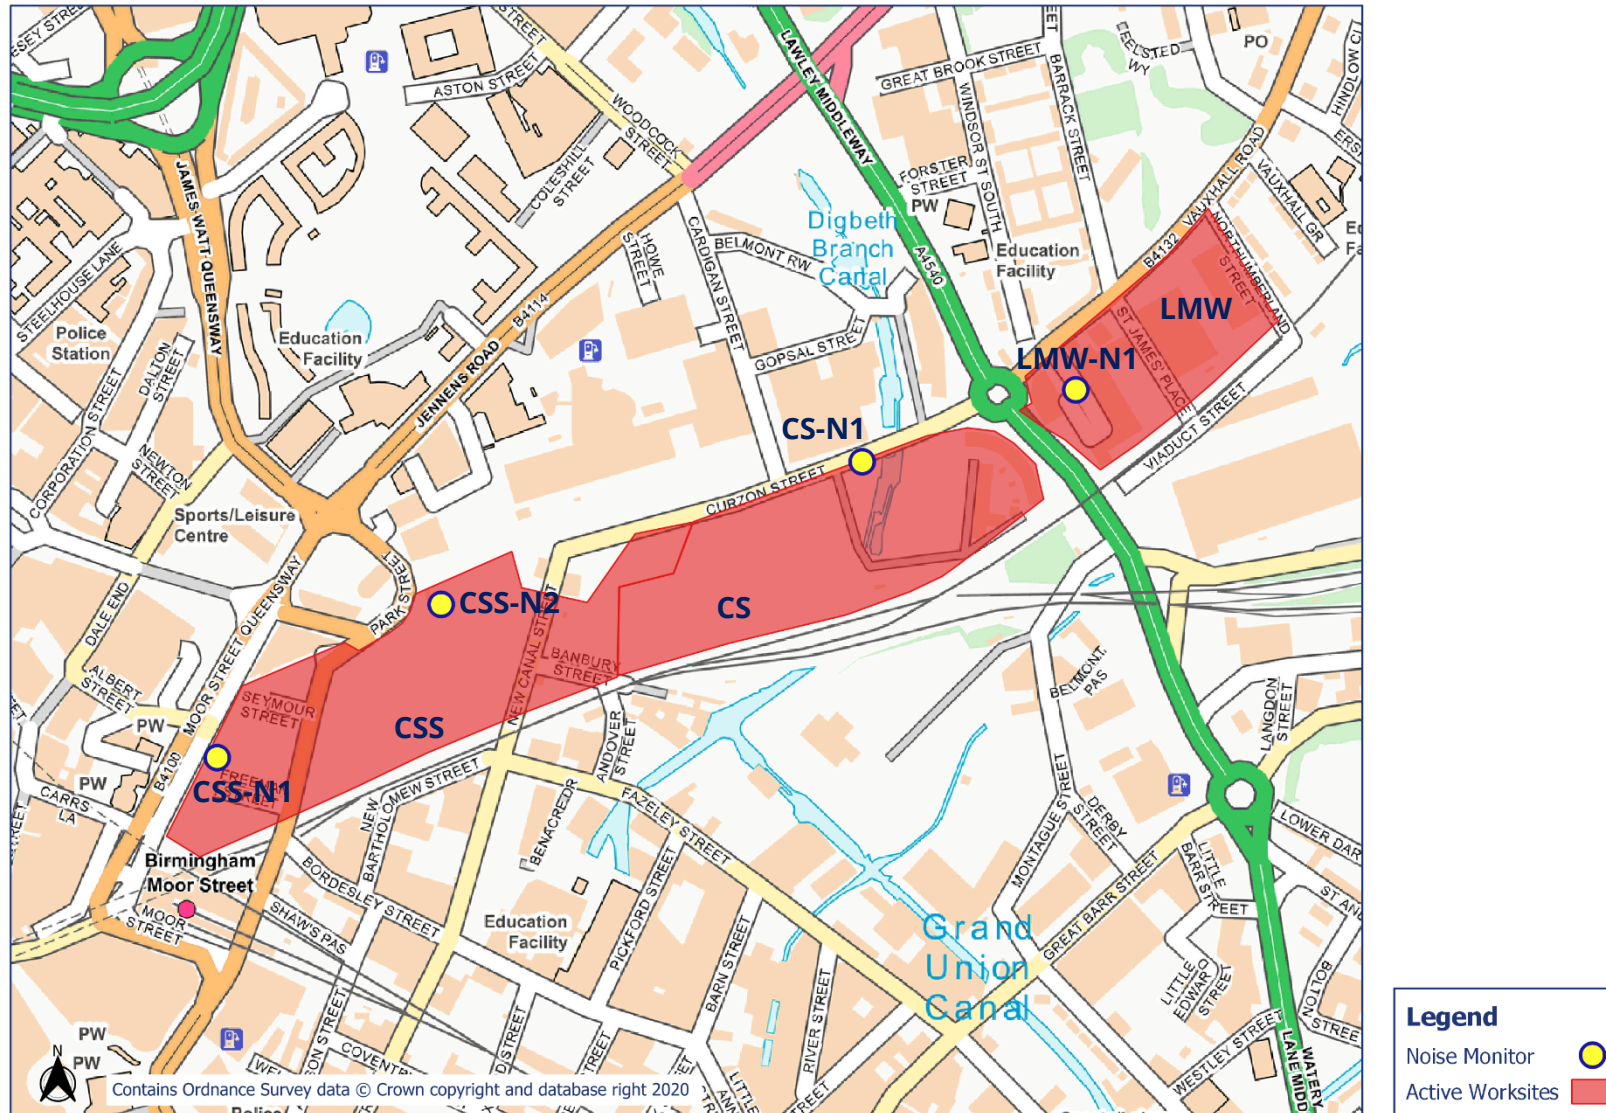 STREET
ASTON STREET
WOODCOCK
STREET
COLESHILL
STREET
LAWLEY MIDDLEWAY
GREAT BROOK STREET
WINDSOR ST SOUTH
BARRACK STREET
WY
PO
HINDLOW CL
VAUXHALL ROAD
VAUXHALL GR
B4132
NORTHUMBERLAND
STREET
FORSTER
STREET
PW
Education
Facility
A4540
Digbeth
Branch
Canal
JAMES WATT QUEENSWAY
STEELHOUSE LANE
Police
Station
DALTON
STREET
CORPORATION STREET
NEWTON
STREET
Education
Facility
JENNENS ROAD
B4114
HOWE
STREET
CARDIGAN STREET
BELMONT RW
GOPSAL STREET
LMW
LMW-N1
ST JAMES' PLACE
VIADUCT STREET
CS-N1
CURZON STREET
Sports/Leisure
Centre
DALE END
MOOR STREET QUEENSWAY
PARK STREET
CSS-N2
CS
NEW CANAL STREET
BANBURY
STREET
ALBERT
STREET
SEYMOUR
STREET
PW
CSS
B4100
CSS-N1
FREEMAN
STREET
PW
CARRS
LA
Birmingham
Moor Street
MOOR
STREET
NEW
BARTHOLOMEW STREET
BORDESLEY STREET
SHAW'S PAS
ANDOVER
STREET
BENACRE DR
FAZELEY STREET
PICKFORD STREET
Education
Facility
BARN STREET
RIVER STREET
BELMONT
PAS
MONTAGUE STREET
DERBY
STREET
LANGDON
STREET
LOWER DAR
LITTLE
BARR STREET
GREAT BARR STREET
Grand
Union
Canal
LITTLE
EDWARD
STREET
BOLTON
STREE
WESTLEY STREET
WATERY
LANE MIDD
PW
PW
N
COVENTR
LITTLE
Contains Ordnance Survey data © Crown copyright and database right 2020
Legend
Noise Monitor
Active Worksites